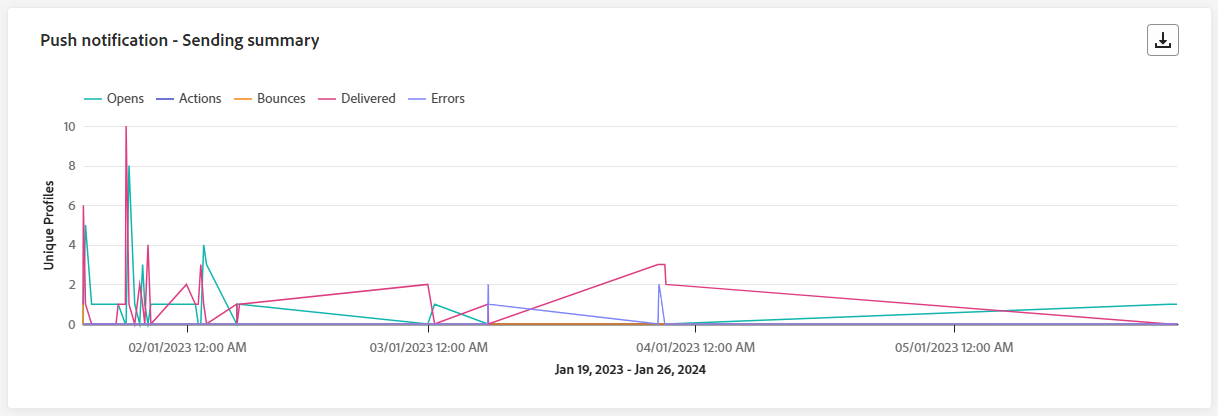 Push notification - Sending summary
Opens Actions Bounces Delivered Errors
10
8
6
4
2
0
Unique Profiles
02/01/2023 12:00 AM 03/01/2023 12:00 AM 04/01/2023 12:00 AM 05/01/2023 12:00 AM
Jan 19, 2023 - Jan 26, 2024